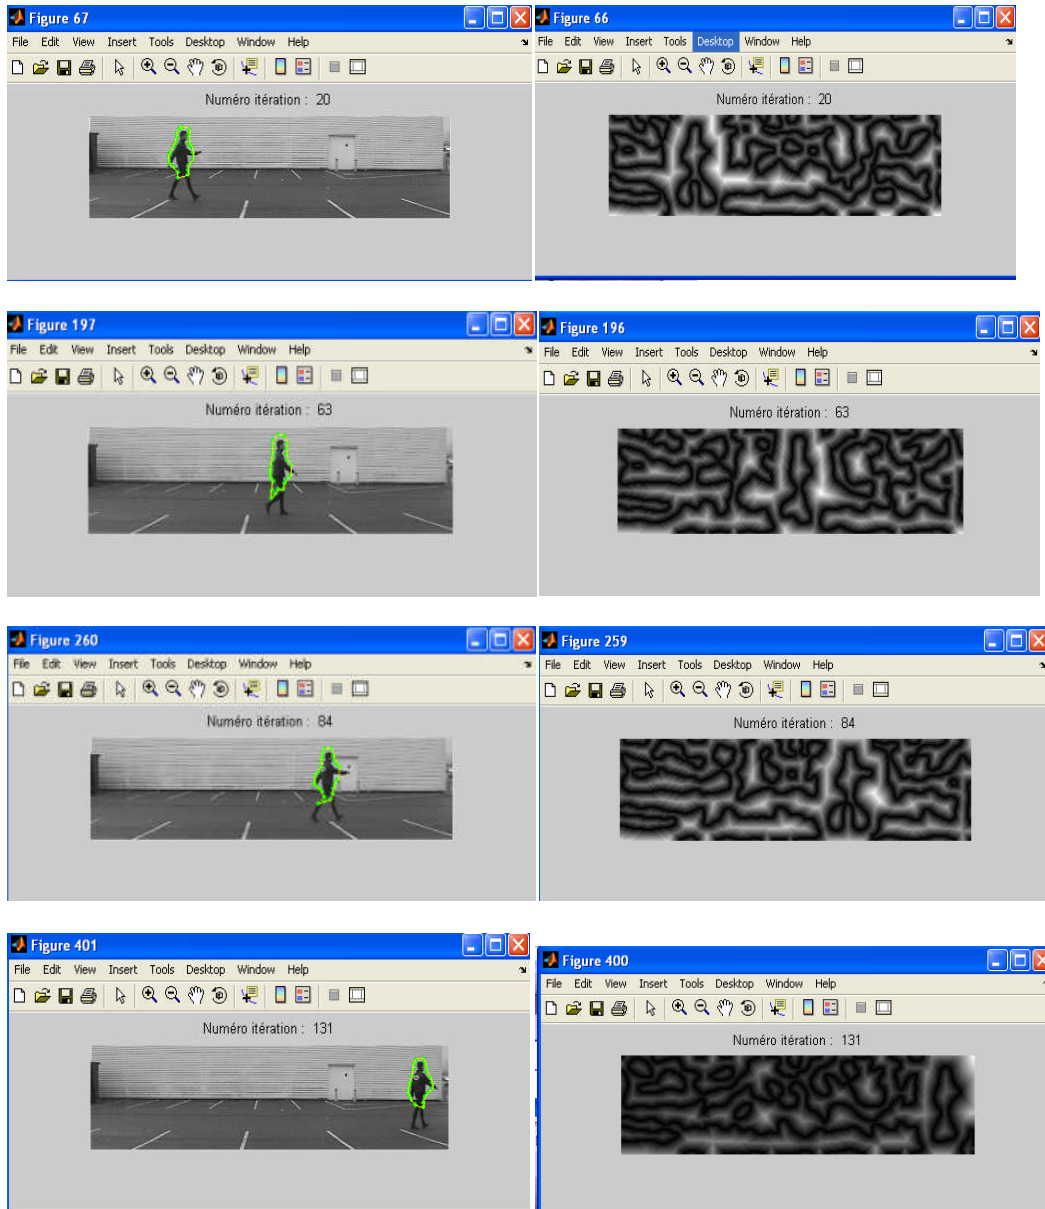 Figure 67
File Edit View Insert Tools Desktop Window Help
Numéro itération : 20
Figure 66
File Edit View Insert Tools Desktop Window Help
Numéro itération : 20
Figure 197
File Edit View Insert Tools Desktop Window Help
Numéro itération : 63
Figure 196
File Edit View Insert Tools Desktop Window Help
Numéro itération : 63
Figure 260
File Edit View Insert Tools Desktop Window Help
Numéro itération : 84
Figure 259
File Edit View Insert Tools Desktop Window Help
Numéro itération : 84
Figure 401
File Edit View Insert Tools Desktop Window Help
Numéro itération : 131
Figure 400
File Edit View Insert Tools Desktop Window Help
Numéro itération : 131